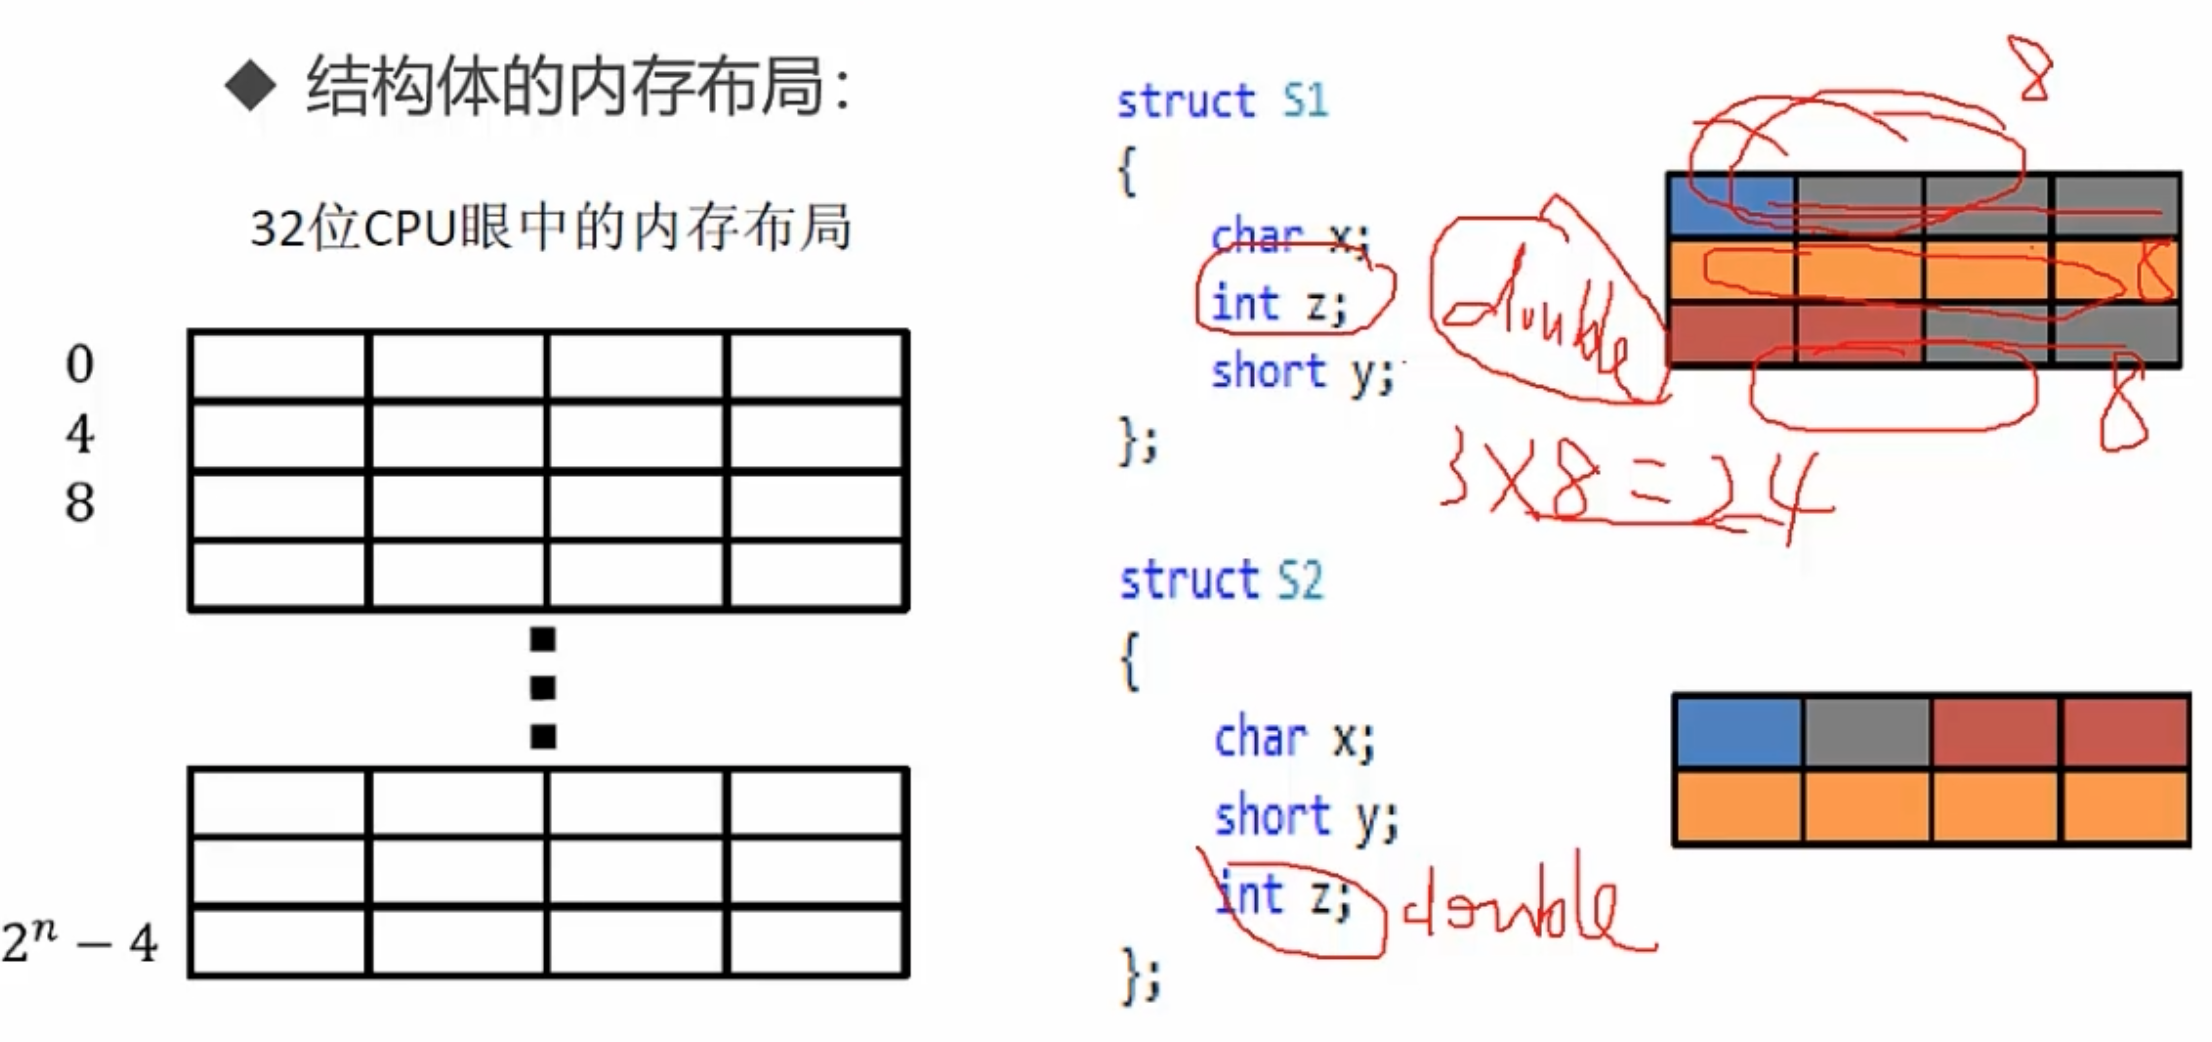 ◆ 结构体的内存布局：
32位CPU眼中的内存布局
0
4
8
2ⁿ − 4
struct S1
{
char x;
int z;
short y;
};
double
8
8
8
3×8=24
struct S2
{
char x;
short y;
int z;
};
double